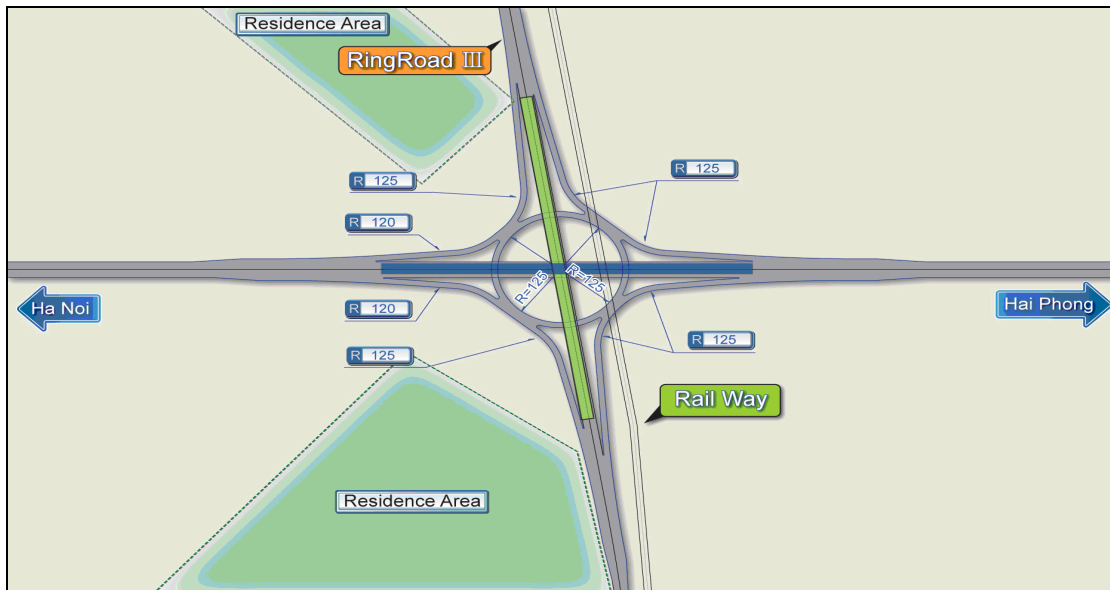 Residence Area
RingRoad Ⅲ
R 125
R 125
R 120
R=125
R=125
Ha Noi
Hai Phong
R 120
R 125
R 125
Rail Way
Residence Area